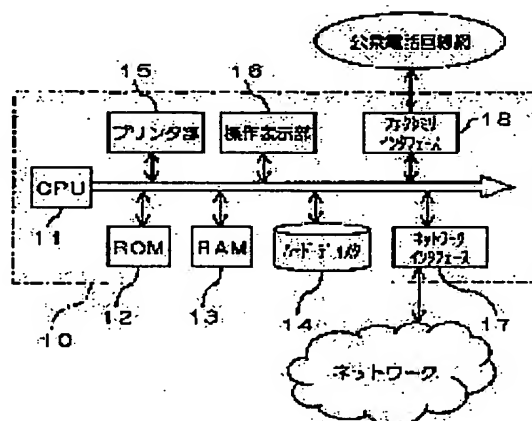 公衆電話回線網
15
16
プリンタ部
操作表示部
ファクシミリ
インタフェース
18
CPU
11
ROM
RAM
ハードディスク
ネットワーク
インタフェース
10
12
13
14
17
ネットワーク